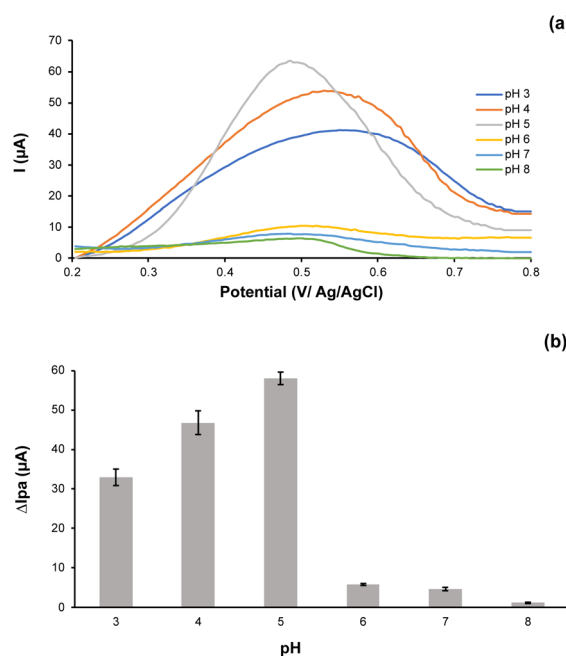 (a
70
60
50
40
30
20
10
0
I (μA)
pH 3
pH 4
pH 5
pH 6
pH 7
pH 8
0.2 0.3 0.4 0.5 0.6 0.7 0.8
Potential (V/ Ag/AgCl)
(b)
60
50
40
30
20
10
0
ΔIpa (μA)
3 4 5 6 7 8
pH